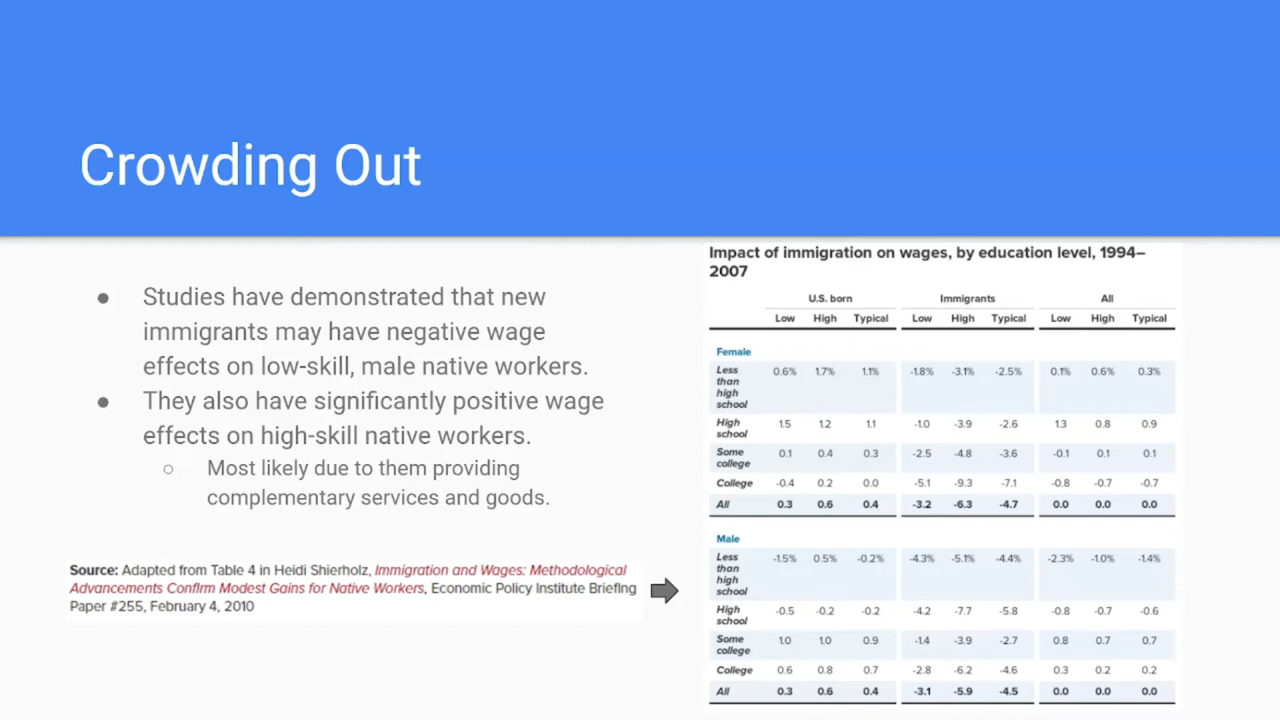 Crowding Out
● Studies have demonstrated that new
immigrants may have negative wage
effects on low-skill, male native workers.
● They also have significantly positive wage
effects on high-skill native workers.
○ Most likely due to them providing
complementary services and goods.
Source: Adapted from Table 4 in Heidi Shierholz, Immigration and Wages: Methodological
Advancements Confirm Modest Gains for Native Workers, Economic Policy Institute Briefing
Paper #255, February 4, 2010
Impact of immigration on wages, by education level, 1994–
2007
U.S. born Immigrants All
Low High Typical Low High Typical Low High Typical
Female
Less 0.6% 1.7% 1.1% -1.8% -3.1% -2.5% 0.1% 0.6% 0.3%
than
high
school
High 1.5 1.2 1.1 -1.0 -3.9 -2.6 1.3 0.8 0.9
school
Some 0.1 0.4 0.3 -2.5 -4.8 -3.6 -0.1 0.1 0.1
college
College -0.4 0.2 0.0 -5.1 -9.3 -7.1 -0.8 -0.7 -0.7
All 0.3 0.6 0.4 -3.2 -6.3 -4.7 0.0 0.0 0.0
Male
Less -1.5% 0.5% -0.2% -4.3% -5.1% -4.4% -2.3% -1.0% -1.4%
than
high
school
High -0.5 -0.2 -0.2 -4.2 -7.7 -5.8 -0.8 -0.7 -0.6
school
Some 1.0 1.0 0.9 -1.4 -3.9 -2.7 0.8 0.7 0.7
college
College 0.6 0.8 0.7 -2.8 -6.2 -4.6 0.3 0.2 0.2
All 0.3 0.6 0.4 -3.1 -5.9 -4.5 0.0 0.0 0.0